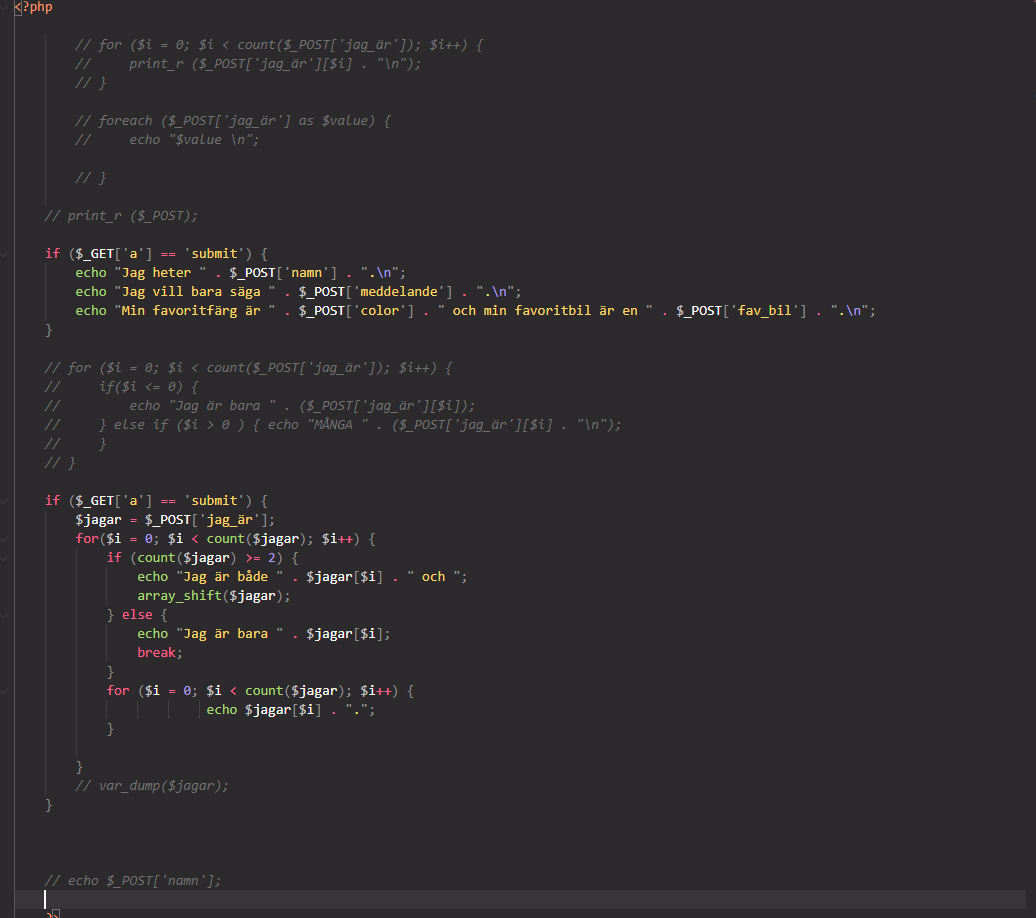 <?php
// for ($i = 0; $i < count($_POST['jag_är']); $i++) {
//     print_r ($_POST['jag_är'][$i] . "\n");
// }
// foreach ($_POST['jag_är'] as $value) {
//     echo "$value \n";
// }
// print_r ($_POST);
if ($_GET['a'] == 'submit') {
echo "Jag heter " . $_POST['namn'] . ".\n";
echo "Jag vill bara säga " . $_POST['meddelande'] . ".\n";
echo "Min favoritfärg är " . $_POST['color'] . " och min favoritbil är en " . $_POST['fav_bil'] . ".\n";
}
// for ($i = 0; $i < count($_POST['jag_är']); $i++) {
//     if($i <= 0) {
//         echo "Jag är bara " . ($_POST['jag_är'][$i]);
//     } else if ($i > 0 ) { echo "MÅNGA " . ($_POST['jag_är'][$i] . "\n");
//     }
// }
if ($_GET['a'] == 'submit') {
$jagar = $_POST['jag_är'];
for($i = 0; $i < count($jagar); $i++) {
if (count($jagar) >= 2) {
echo "Jag är både " . $jagar[$i] . " och ";
array_shift($jagar);
} else {
echo "Jag är bara " . $jagar[$i];
break;
}
for ($i = 0; $i < count($jagar); $i++) {
echo $jagar[$i] . ".";
}
}
// var_dump($jagar);
}
// echo $_POST['namn'];
?>